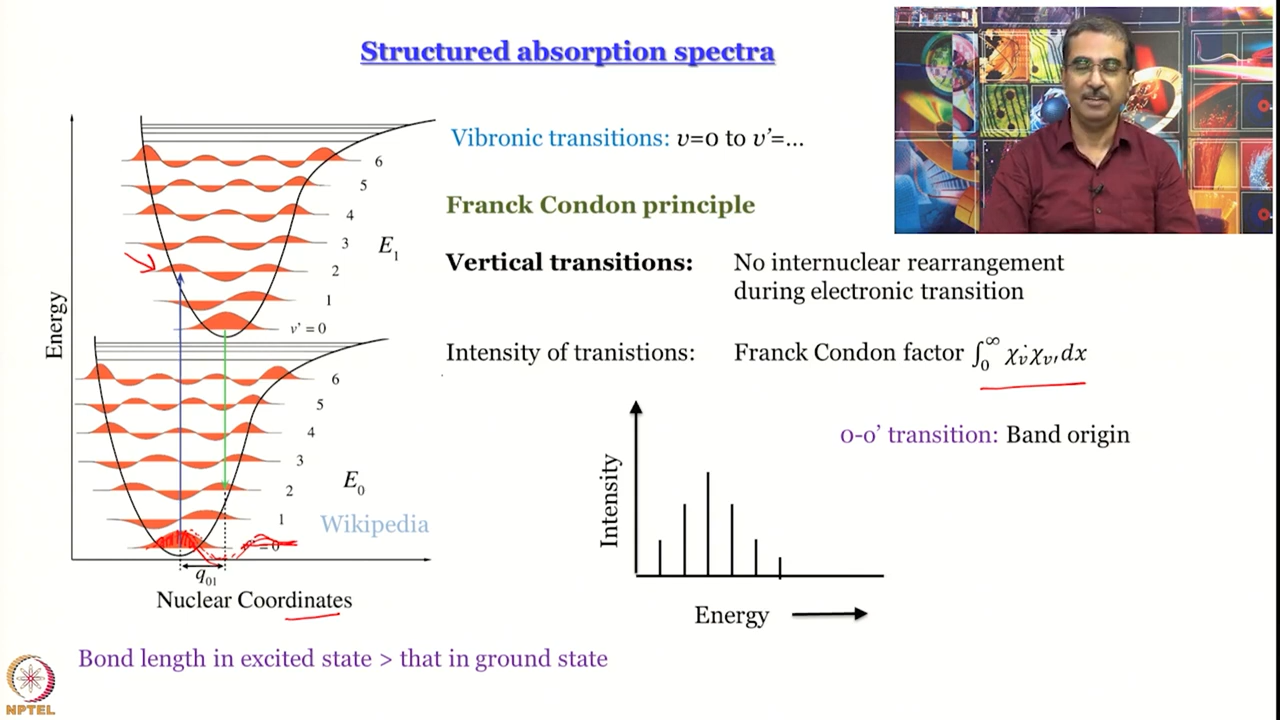 Structured absorption spectra
Vibronic transitions: v=0 to v’=...
Franck Condon principle
Vertical transitions: No internuclear rearrangement
during electronic transition
Intensity of tranistions: Franck Condon factor ∫₀^∞ χᵥ̇χᵥ′dx
0-0’ transition: Band origin
Energy
6
5
4
3
E₁
2
1
v' = 0
6
5
4
3
E₀
2
1
Wikipedia
= 0
q₀₁
Nuclear Coordinates
Intensity
Energy
Bond length in excited state > that in ground state
NPTEL